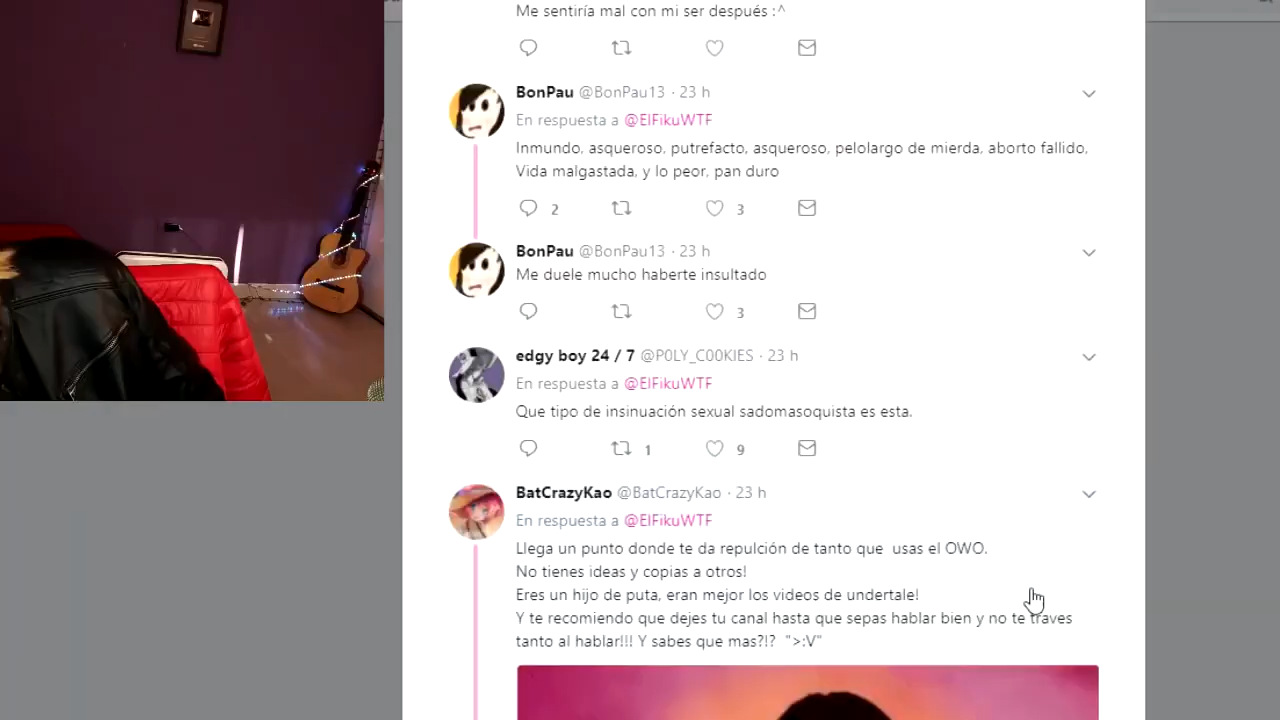 Me sentiría mal con mi ser después :^
BonPau @BonPau13 · 23 h
En respuesta a @ElFikuWTF
Inmundo, asqueroso, putrefacto, asqueroso, pelolargo de mierda, aborto fallido,
Vida malgastada, y lo peor, pan duro
2 3
BonPau @BonPau13 · 23 h
Me duele mucho haberte insultado
3
edgy boy 24 / 7 @P0LY_C00KIES · 23 h
En respuesta a @ElFikuWTF
Que tipo de insinuación sexual sadomasoquista es esta.
1 9
BatCrazyKao @BatCrazyKao · 23 h
En respuesta a @ElFikuWTF
Llega un punto donde te da repulción de tanto que usas el OWO.
No tienes ideas y copias a otros!
Eres un hijo de puta, eran mejor los videos de undertale!
Y te recomiendo que dejes tu canal hasta que sepas hablar bien y no te traves
tanto al hablar!!! Y sabes que mas?!? ">:V"